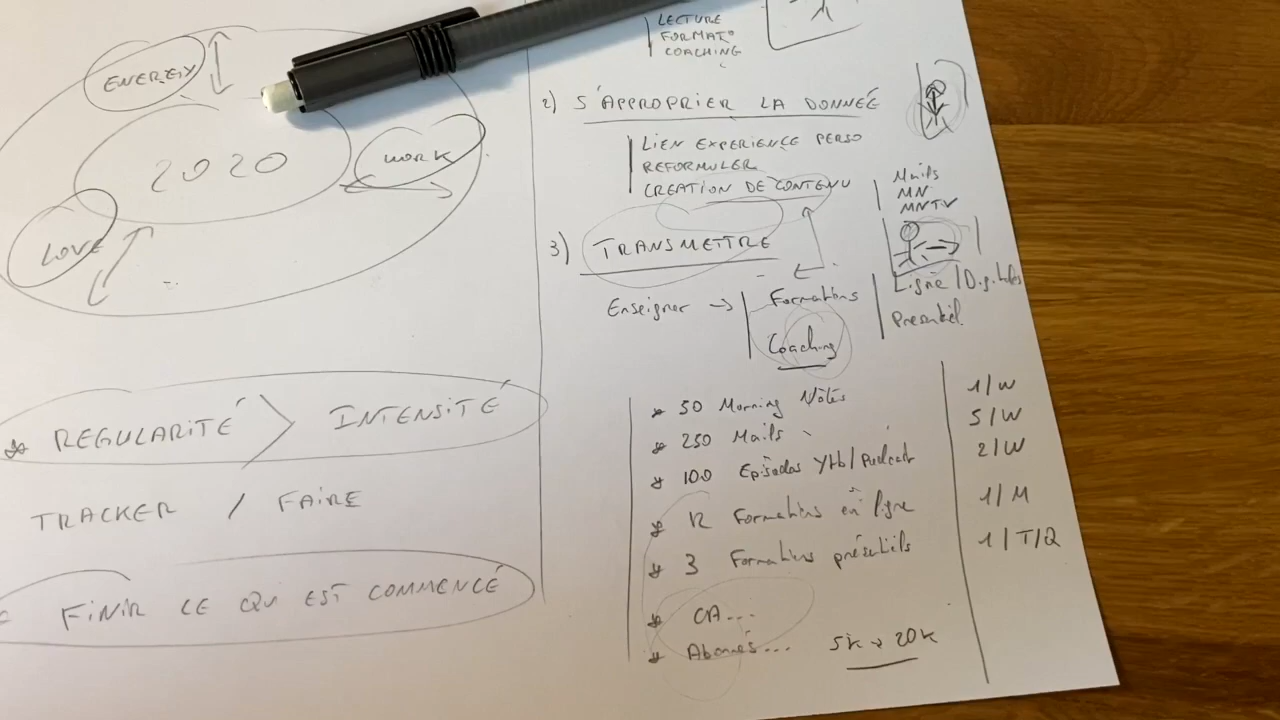 ENERGY
2020
WORK
LOVE
REGULARITÉ > INTENSITÉ
TRACKER / FAIRE
FINIR CE QUI EST COMMENCÉ
LECTURE
FORMATO
COACHING
2) S'APPROPRIER LA DONNÉE
LIEN EXPERIENCE PERSO
REFORMULER
CREATION DE CONTENU
Mails
MN
MNTV
3) TRANSMETTRE
Enseigner → Formations
Coaching
Ligne / Digitales
Presentiel
50 Morning Nôtes 1/W
250 Mails 5/W
100 Episodes Ytb/Podcast 2/W
12 Formations en ligne 1/M
3 Formations présentiels 1/T/Q
CA...
Abonnés... 5k → 20k